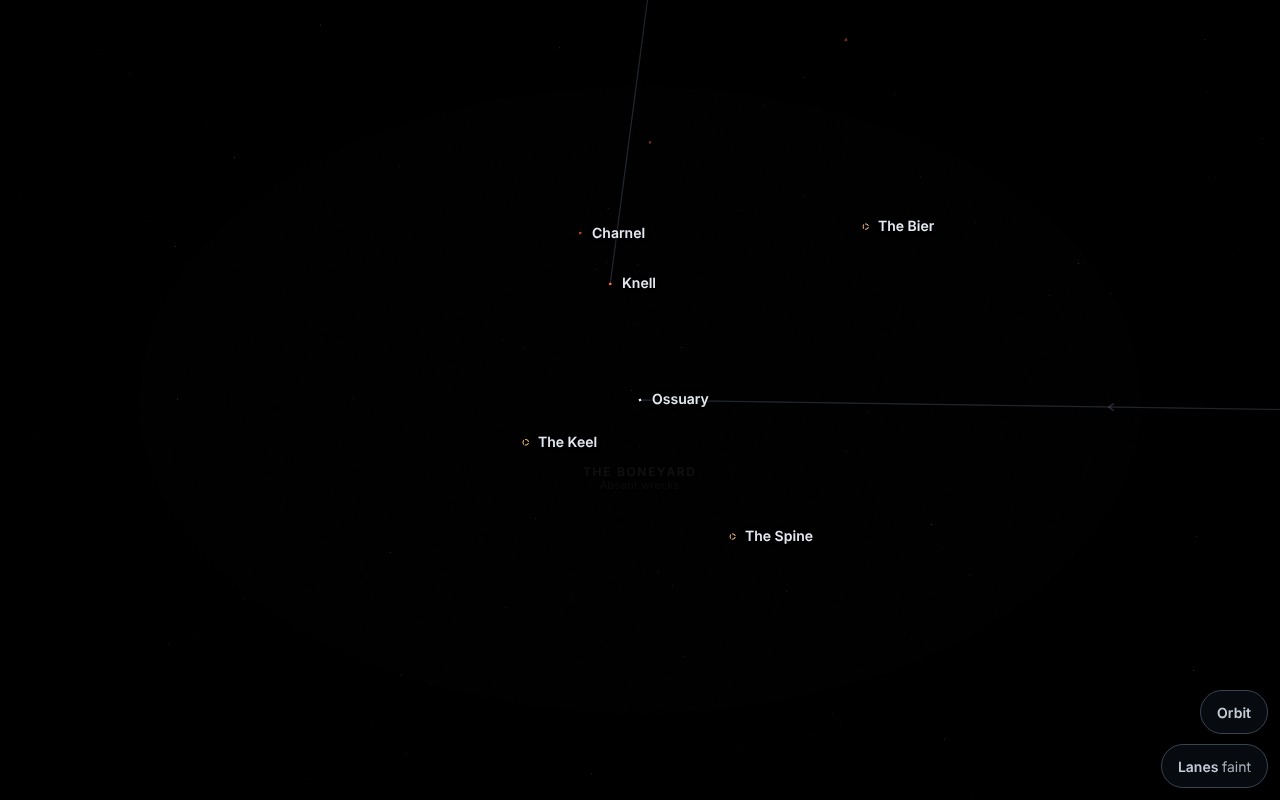 The Bier
Charnel
Knell
Ossuary
The Keel
THE BONEYARD
Absent wrecks
The Spine
Orbit
Lanes faint